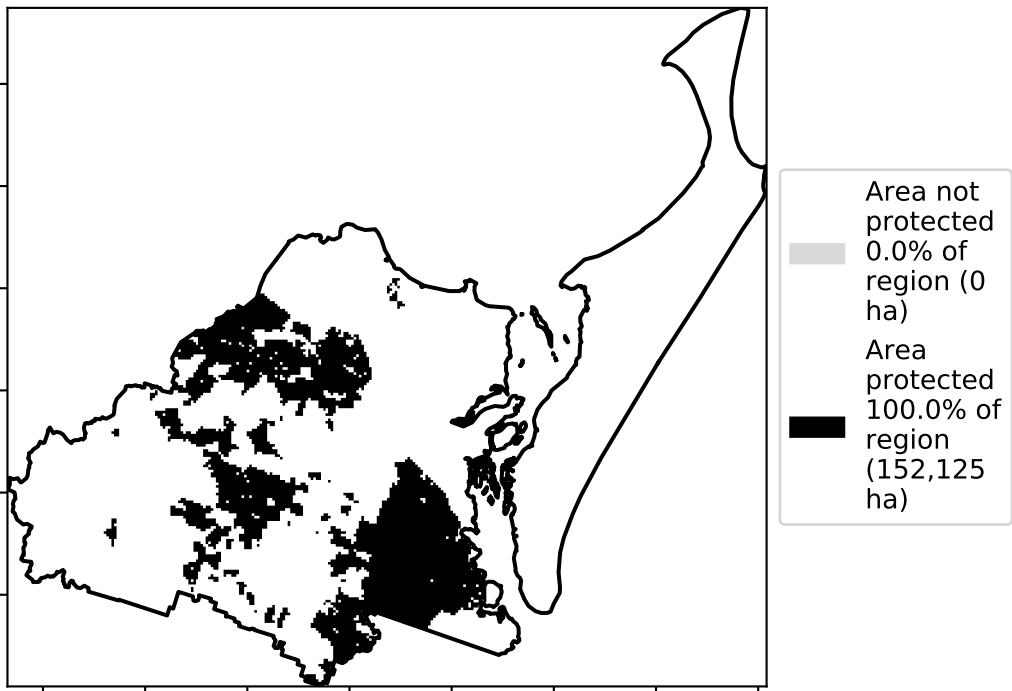 Area not
protected
0.0% of
region (0
ha)
Area
protected
100.0% of
region
(152,125
ha)